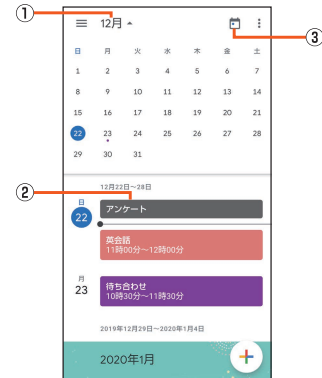 ①
12月
③
日 月 火 水 木 金 土
1 2 3 4 5 6 7
8 9 10 11 12 13 14
15 16 17 18 19 20 21
22 23 24 25 26 27 28
29 30 31
②
12月22日~28日
日
22
アンケート
英会話
11時00分~12時00分
月
23
待ち合わせ
10時30分~11時30分
2019年12月29日~2020年1月4日
2020年1月